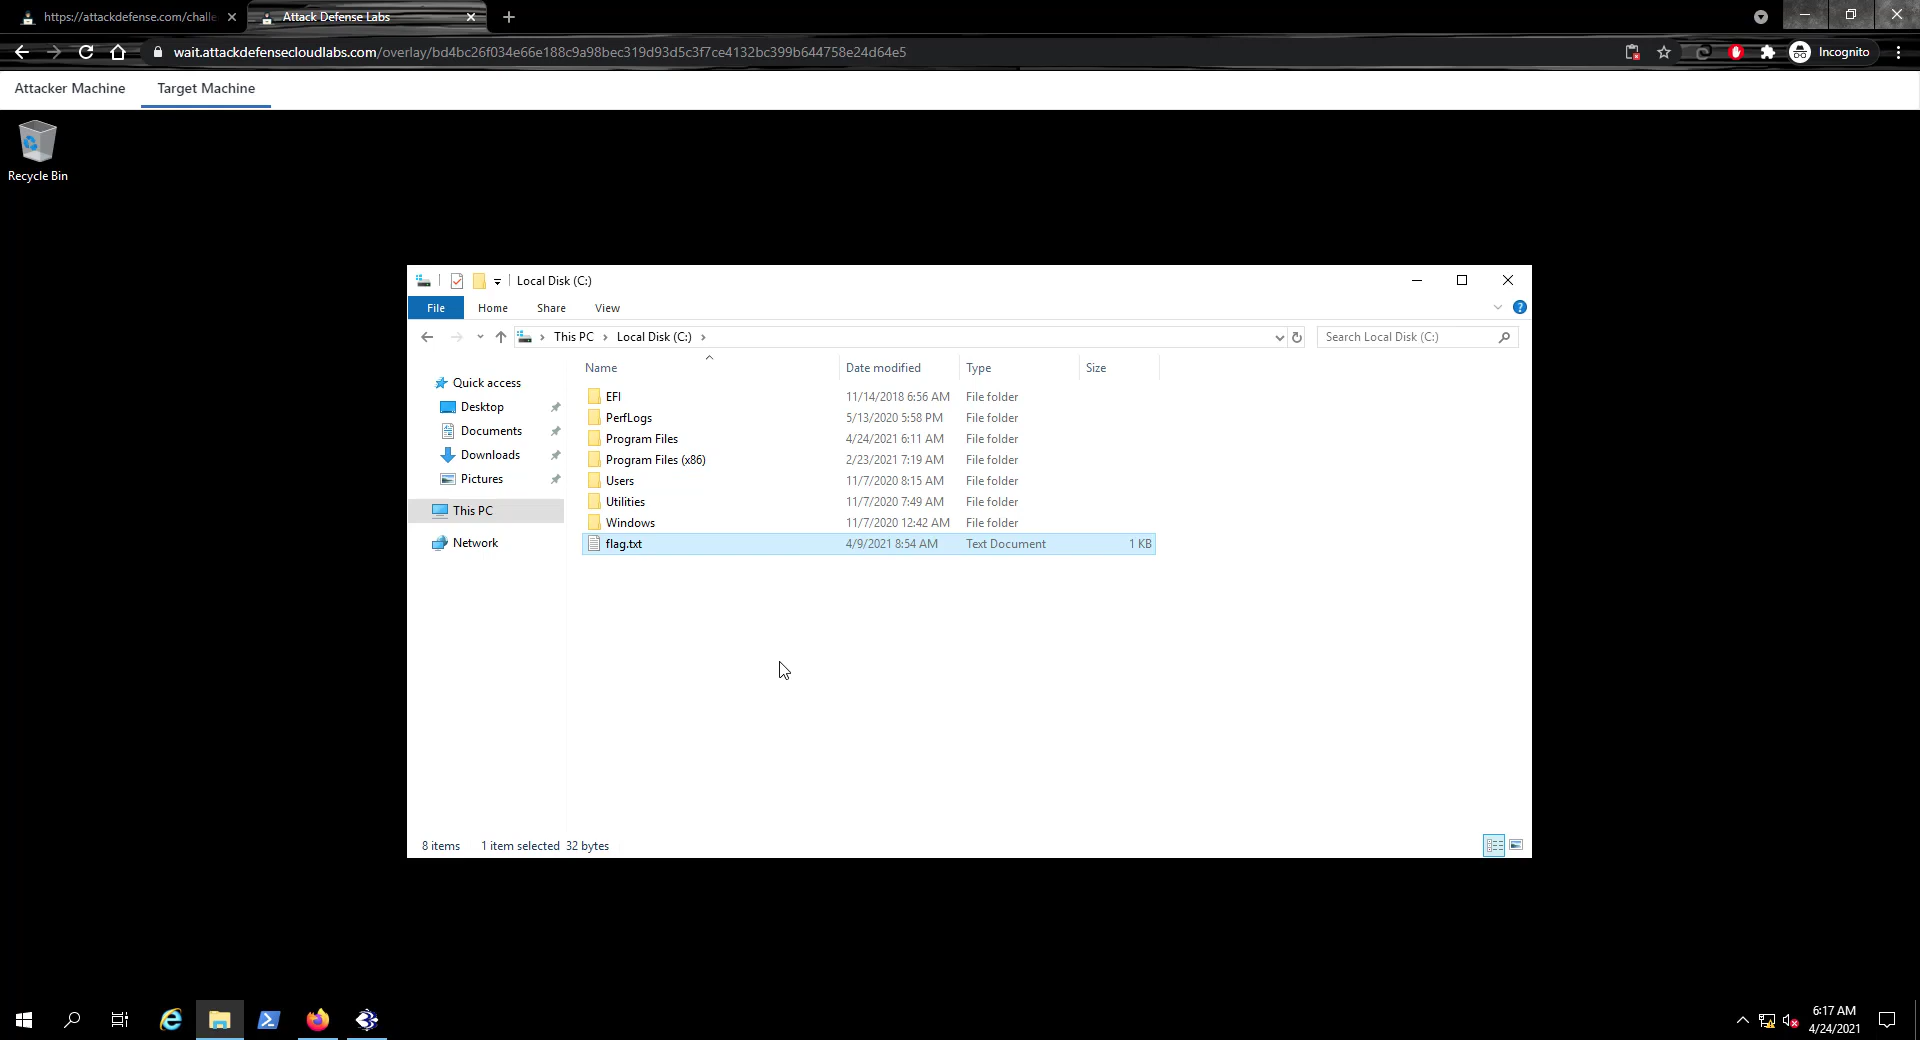 https://attackdefense.com/challe
Attack Defense Labs
wait.attackdefensecloudlabs.com/overlay/bd4bc26f034e66e188c9a98bec319d93d5c3f7ce4132bc399b644758e24d64e5
Incognito
Attacker Machine
Target Machine
Recycle Bin
Local Disk (C:)
File Home Share View
This PC Local Disk (C:)
Search Local Disk (C:)
Name Date modified Type Size
Quick access
Desktop
Documents
Downloads
Pictures
This PC
Network
EFI 11/14/2018 6:56 AM File folder
PerfLogs 5/13/2020 5:58 PM File folder
Program Files 4/24/2021 6:11 AM File folder
Program Files (x86) 2/23/2021 7:19 AM File folder
Users 11/7/2020 8:15 AM File folder
Utilities 11/7/2020 7:49 AM File folder
Windows 11/7/2020 12:42 AM File folder
flag.txt 4/9/2021 8:54 AM Text Document 1 KB
8 items 1 item selected 32 bytes
6:17 AM
4/24/2021